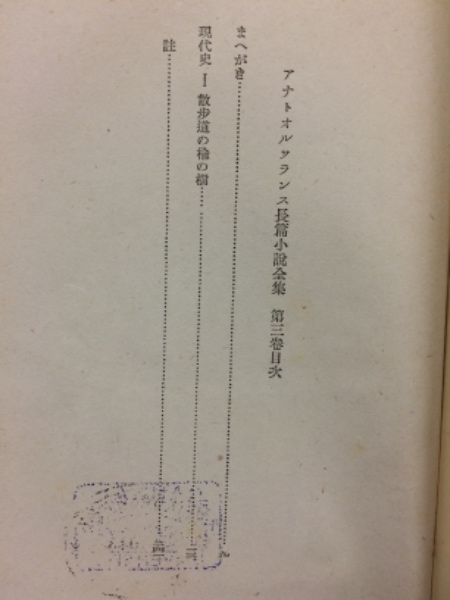 アナトオルフランス長篇小說全集 第三卷目次
まへがき
現代史 Ⅰ 散步道の楡の樹
註